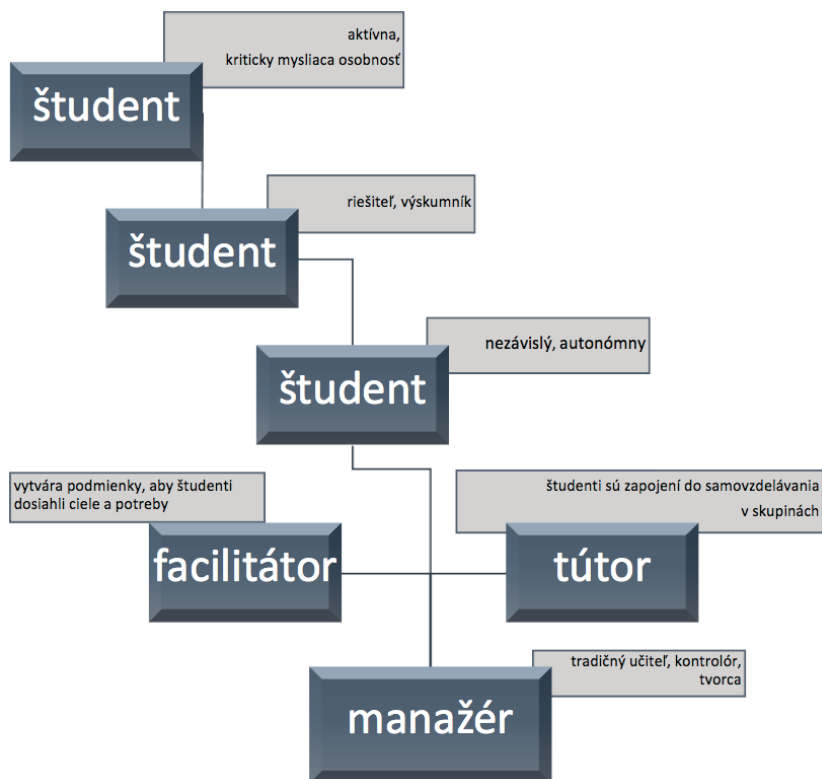 aktívna,
kriticky mysliaca osobnosť
študent
riešiteľ, výskumník
študent
nezávislý, autonómny
študent
vytvára podmienky, aby študenti
dosiahli ciele a potreby
facilitátor
študenti sú zapojení do samovzdelávania
v skupinách
tútor
tradičný učiteľ, kontrolór,
tvorca
manažér